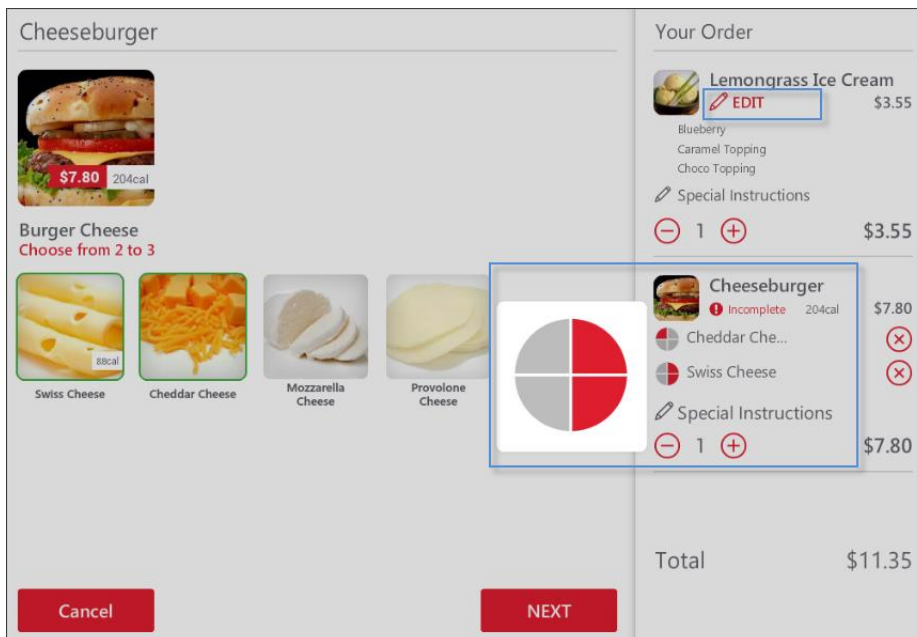 Cheeseburger
$7.80 204cal
Burger Cheese
Choose from 2 to 3
88cal
Swiss Cheese
Cheddar Cheese
Mozzarella
Cheese
Provolone
Cheese
Cancel
NEXT
Your Order
Lemongrass Ice Cream
EDIT $3.55
Blueberry
Caramel Topping
Choco Topping
Special Instructions
1 $3.55
Cheeseburger
Incomplete 204cal $7.80
Cheddar Che...
Swiss Cheese
Special Instructions
1 $7.80
Total $11.35